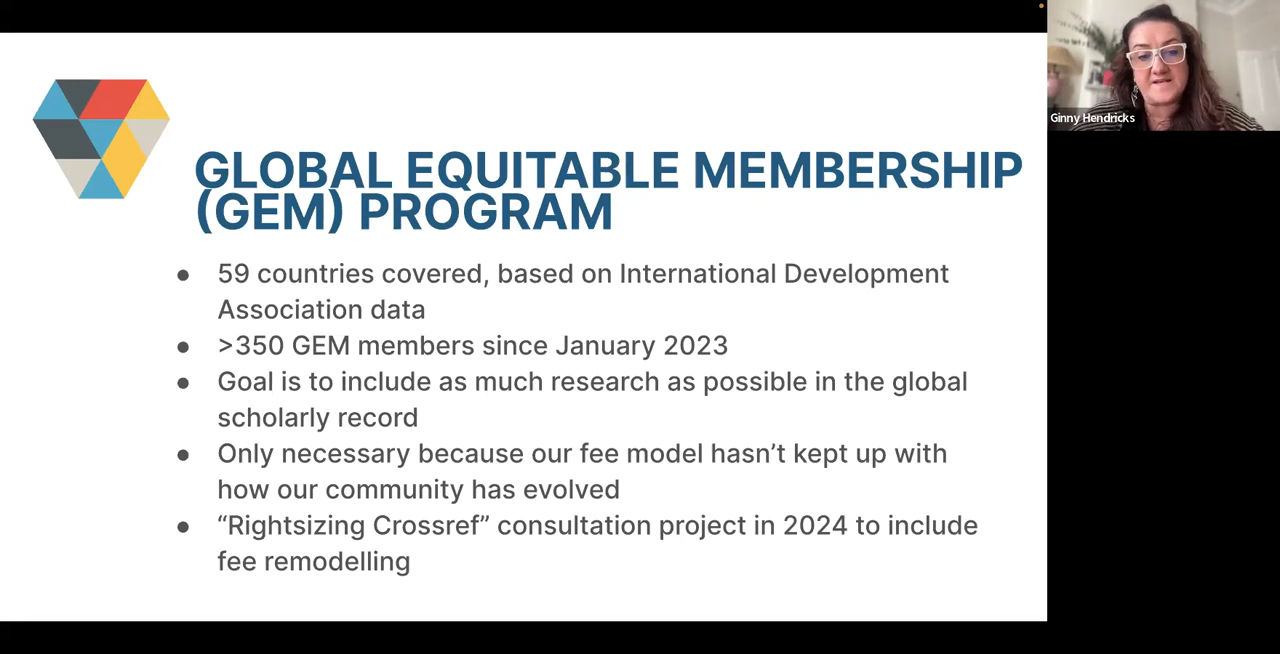 Ginny Hendricks
GLOBAL EQUITABLE MEMBERSHIP
(GEM) PROGRAM
● 59 countries covered, based on International Development
Association data
● >350 GEM members since January 2023
● Goal is to include as much research as possible in the global
scholarly record
● Only necessary because our fee model hasn’t kept up with
how our community has evolved
● “Rightsizing Crossref” consultation project in 2024 to include
fee remodelling